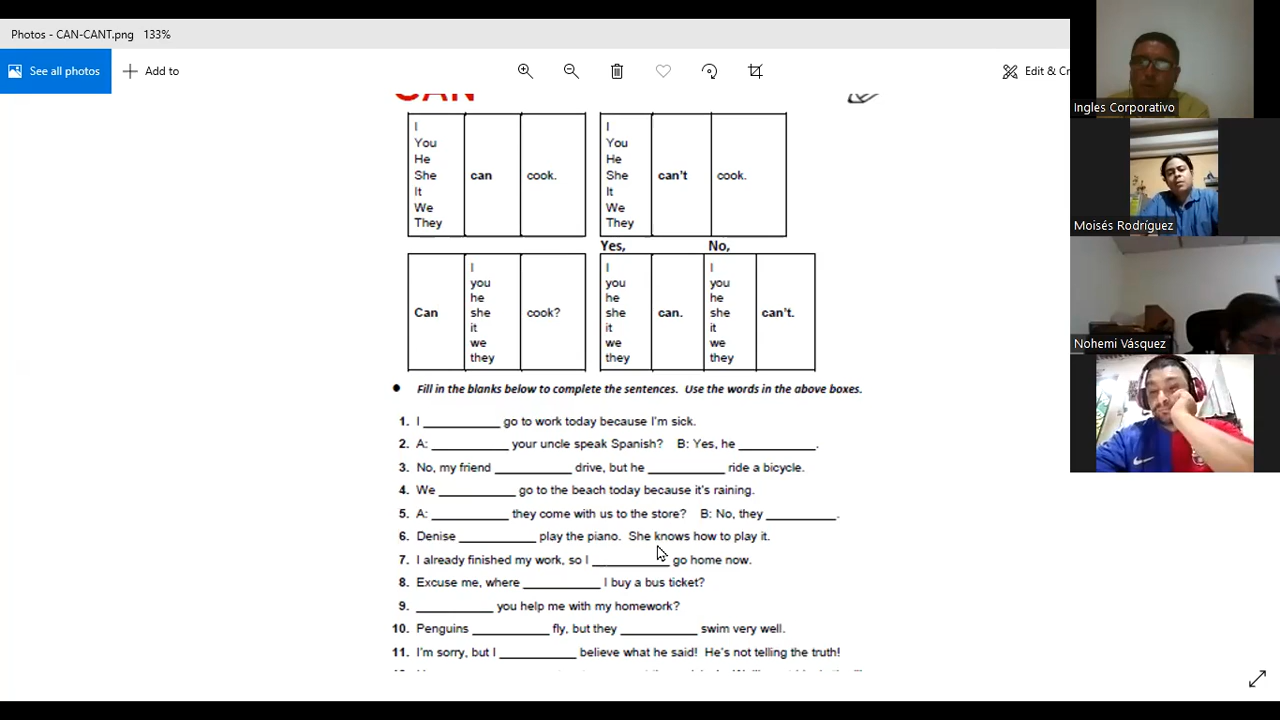 Photos - CAN-CANT.png 133%
See all photos
Add to
Edit & Cr
CAN
I
You
He
She
It
We
They
can
cook.
I
You
He
She
It
We
They
can't
cook.
Yes, No,
Can
I
you
he
she
it
we
they
cook?
I
you
he
she
it
we
they
can.
I
you
he
she
it
we
they
can't.
● Fill in the blanks below to complete the sentences. Use the words in the above boxes.
1. I ___________ go to work today because I'm sick.
2. A: ___________ your uncle speak Spanish? B: Yes, he ___________.
3. No, my friend ___________ drive, but he ___________ ride a bicycle.
4. We ___________ go to the beach today because it's raining.
5. A: ___________ they come with us to the store? B: No, they __________.
6. Denise ___________ play the piano. She knows how to play it.
7. I already finished my work, so I ___________ go home now.
8. Excuse me, where ___________ I buy a bus ticket?
9. ___________ you help me with my homework?
10. Penguins ___________ fly, but they ___________ swim very well.
11. I'm sorry, but I ___________ believe what he said! He's not telling the truth!
Ingles Corporativo
Moisés Rodríguez
Nohemi Vásquez